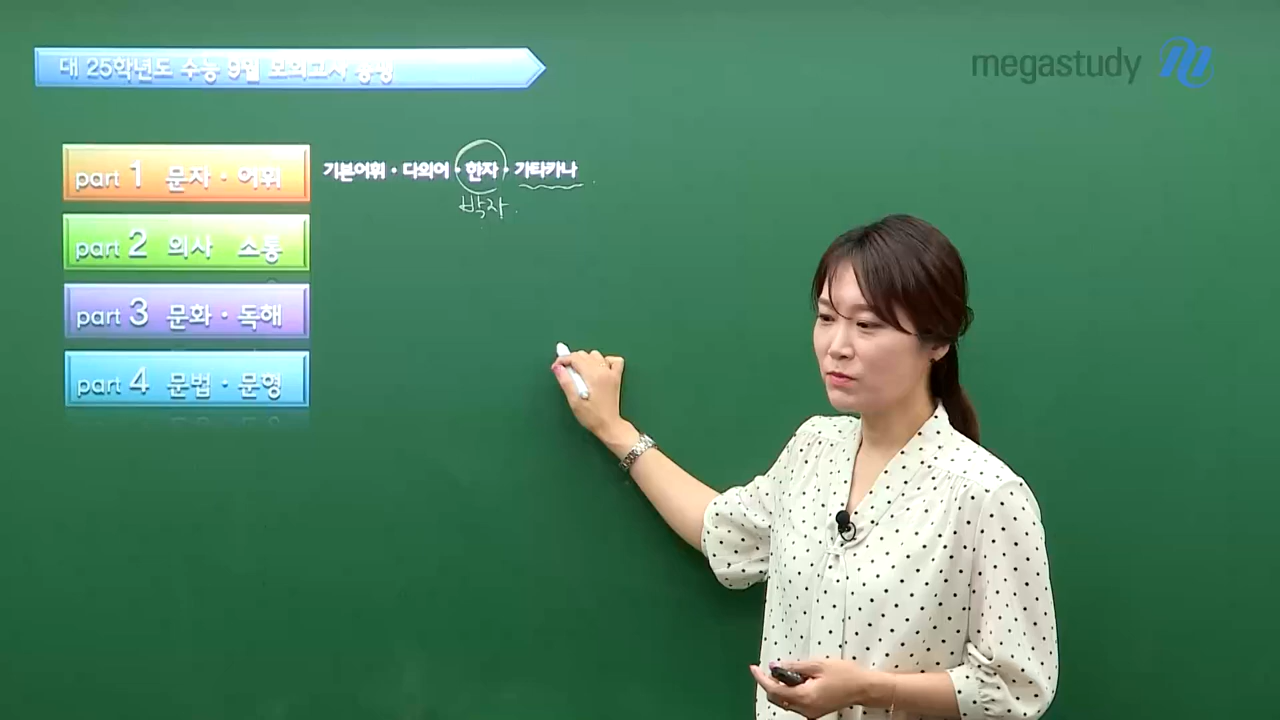 대 25학년도 수능 9월 모의고사 총평
megastudy
part 1 문자 · 어휘
기본어휘 · 다의어 · 한자 · 가타카나
박자
part 2 의사 소통
part 3 문화 · 독해
part 4 문법 · 문형